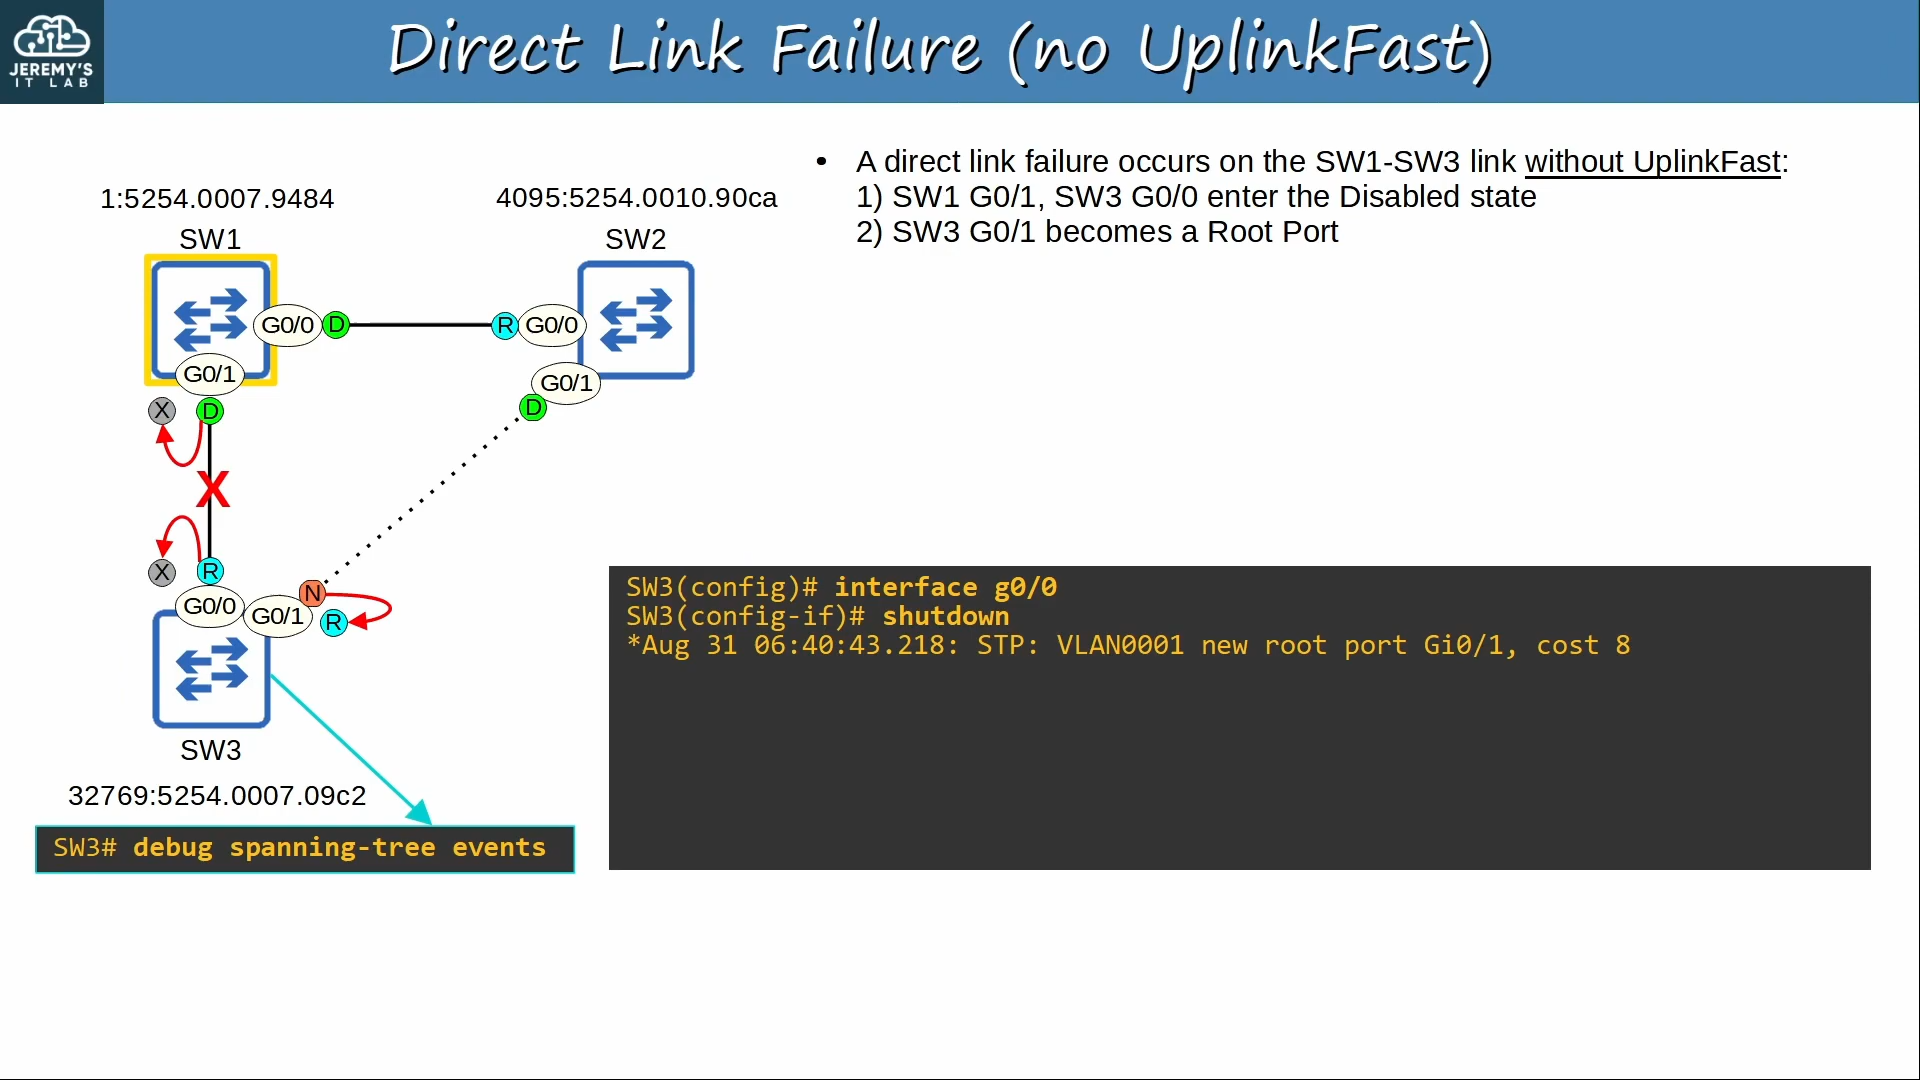 JEREMY'S
IT LAB
Direct Link Failure (no UplinkFast)
• A direct link failure occurs on the SW1-SW3 link without UplinkFast:
1) SW1 G0/1, SW3 G0/0 enter the Disabled state
2) SW3 G0/1 becomes a Root Port
1:5254.0007.9484
4095:5254.0010.90ca
SW1
SW2
G0/0
D
R
G0/0
G0/1
G0/1
X
D
D
X
X
R
N
G0/0
G0/1
R
SW3
32769:5254.0007.09c2
SW3# debug spanning-tree events
SW3(config)# interface g0/0
SW3(config-if)# shutdown
*Aug 31 06:40:43.218: STP: VLAN0001 new root port Gi0/1, cost 8